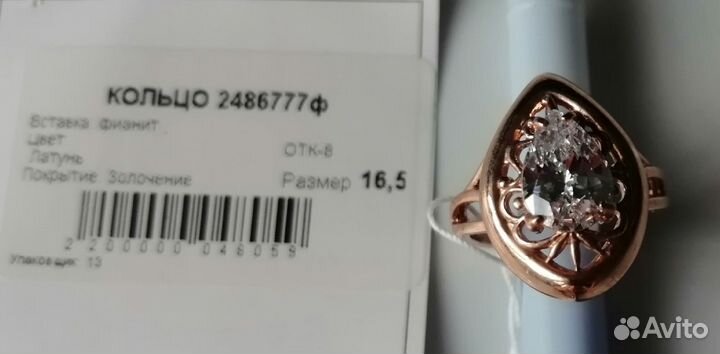 КОЛЬЦО 2486777ф
Вставка фианит
Цвет
Латунь ОТК-8
Покрытие Золочение Размер 16,5
2 200000 048059
Упаковщик 13
Avito